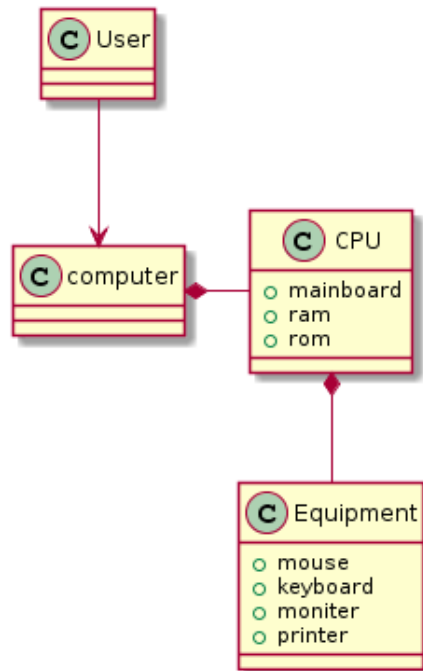 C User
C computer
C CPU
mainboard
ram
rom
C Equipment
mouse
keyboard
moniter
printer